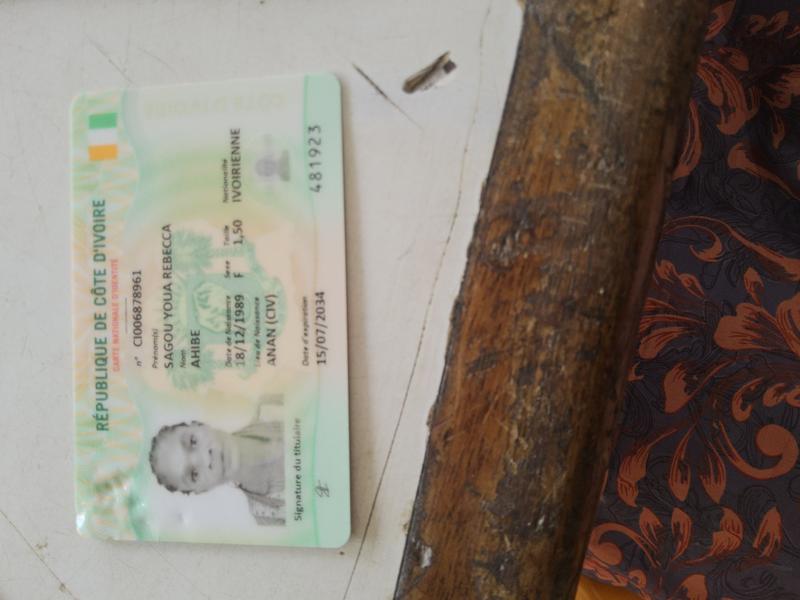 RÉPUBLIQUE DE CÔTE D'IVOIRE
CARTE NATIONALE D'IDENTITÉ
n° CI006878961
Prénom(s)
SAGOU YOUA REBECCA
Nom
AHIBE
Date de Naissance Sexe Taille Nationalité
18/12/1989 F 1,50 IVOIRIENNE
Lieu de Naissance
ANAN (CIV)
Signature du titulaire
Date d'expiration
15/07/2034
481923
CÔTE D'IVOIRE